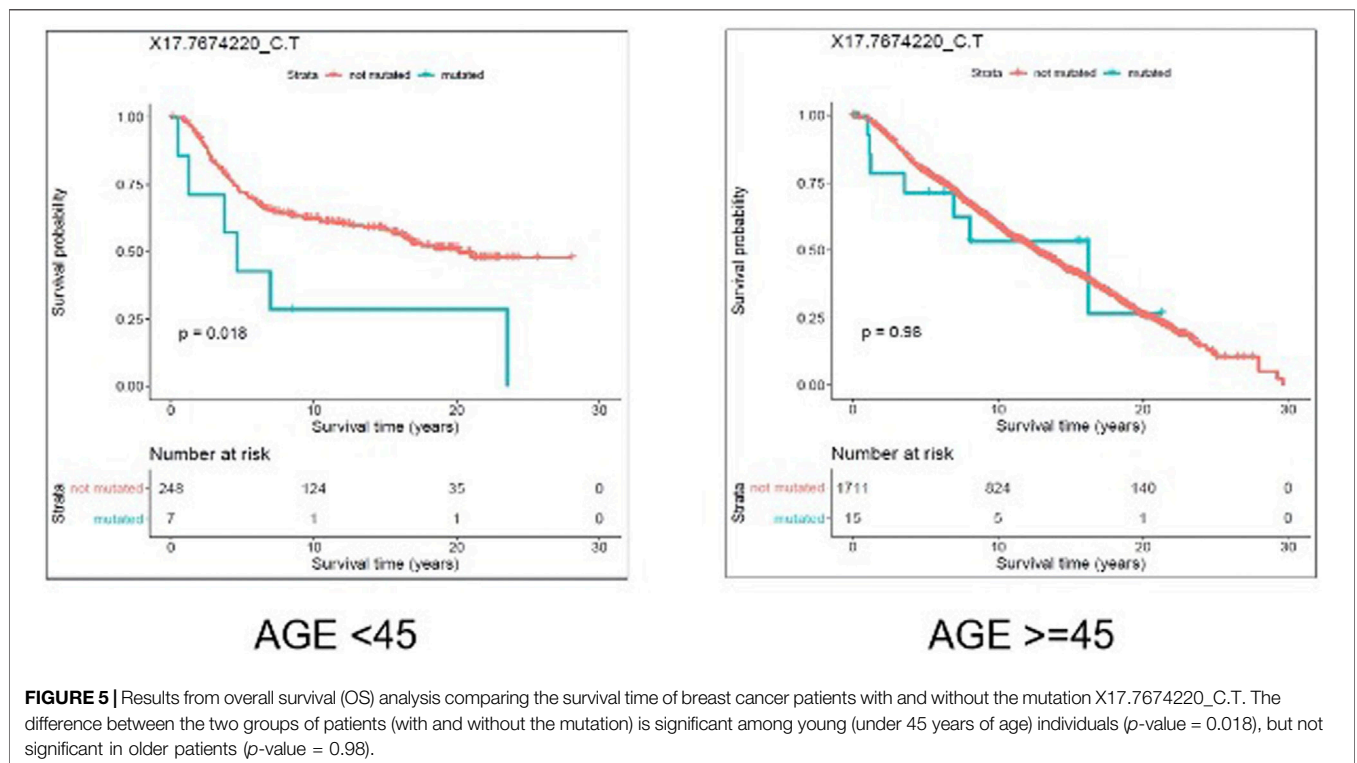 X17.7674220_C.T
Strata not mutated mutated
1.00
0.75
0.50
0.25
0.00
Survival probability
p = 0.018
0 10 20 30
Survival time (years)
Number at risk
Strata
not mutated 248 124 35 0
mutated 7 1 1 0
0 10 20 30
Survival time (years)
AGE <45
X17.7674220_C.T
Strata not mutated mutated
1.00
0.75
0.50
0.25
0.00
Survival probability
p = 0.98
0 10 20 30
Survival time (years)
Number at risk
Strata
not mutated 1711 824 140 0
mutated 15 5 1 0
0 10 20 30
Survival time (years)
AGE >=45
FIGURE 5 | Results from overall survival (OS) analysis comparing the survival time of breast cancer patients with and without the mutation X17.7674220_C.T. The
difference between the two groups of patients (with and without the mutation) is significant among young (under 45 years of age) individuals (p-value = 0.018), but not
significant in older patients (p-value = 0.98).